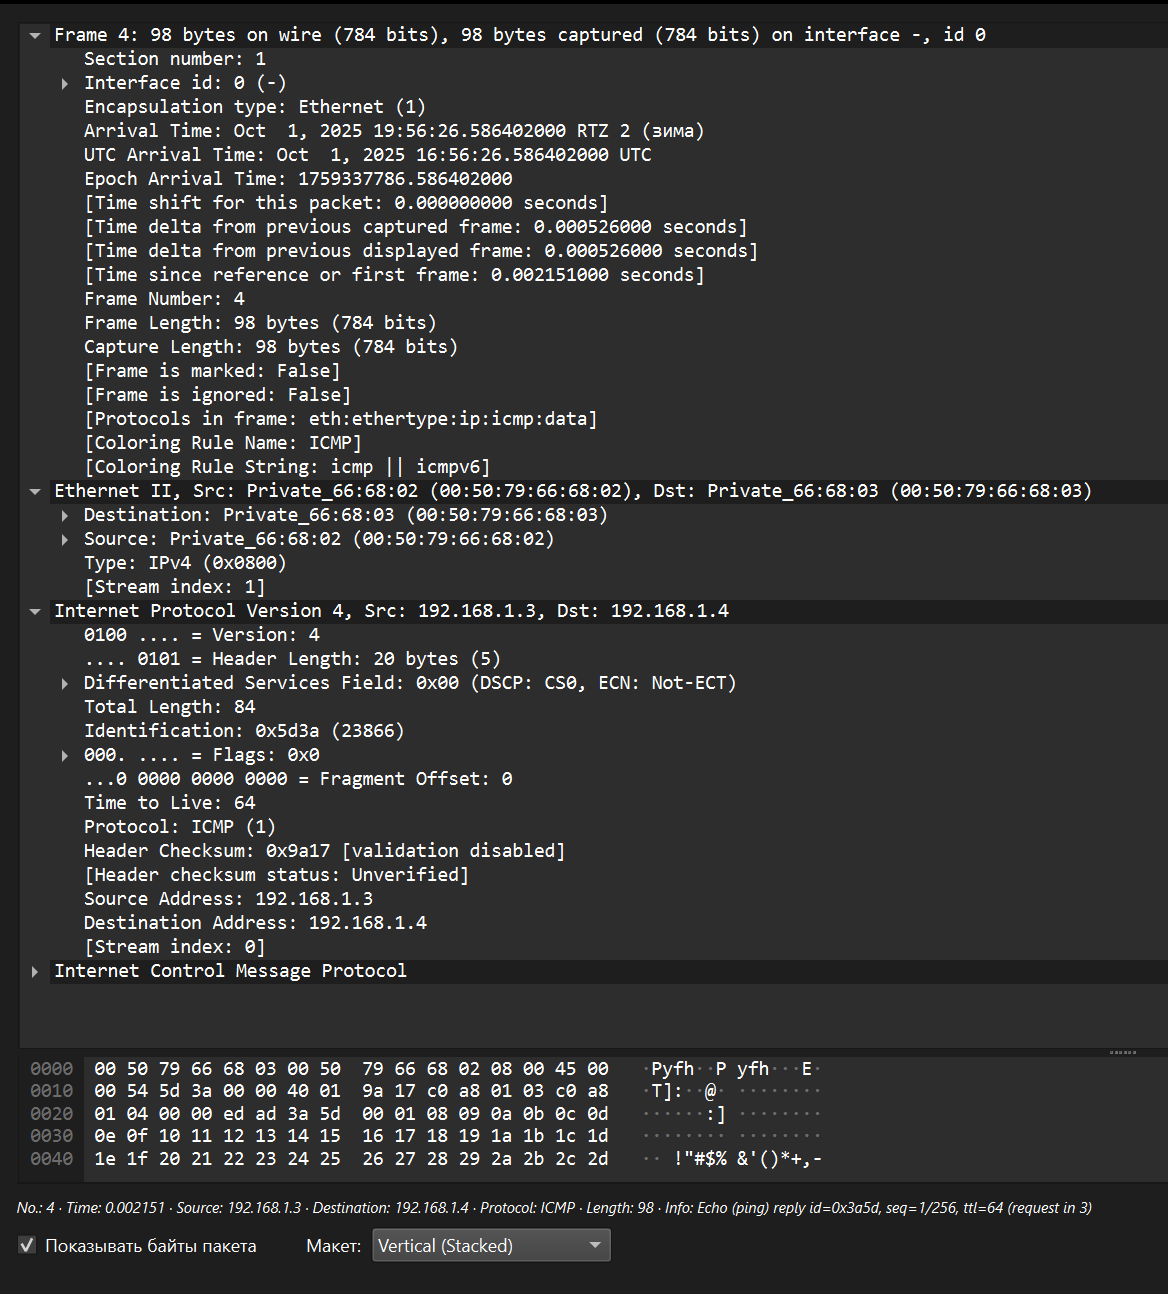 Frame 4: 98 bytes on wire (784 bits), 98 bytes captured (784 bits) on interface -, id 0
Section number: 1
Interface id: 0 (-)
Encapsulation type: Ethernet (1)
Arrival Time: Oct  1, 2025 19:56:26.586402000 RTZ 2 (зима)
UTC Arrival Time: Oct  1, 2025 16:56:26.586402000 UTC
Epoch Arrival Time: 1759337786.586402000
[Time shift for this packet: 0.000000000 seconds]
[Time delta from previous captured frame: 0.000526000 seconds]
[Time delta from previous displayed frame: 0.000526000 seconds]
[Time since reference or first frame: 0.002151000 seconds]
Frame Number: 4
Frame Length: 98 bytes (784 bits)
Capture Length: 98 bytes (784 bits)
[Frame is marked: False]
[Frame is ignored: False]
[Protocols in frame: eth:ethertype:ip:icmp:data]
[Coloring Rule Name: ICMP]
[Coloring Rule String: icmp || icmpv6]
Ethernet II, Src: Private_66:68:02 (00:50:79:66:68:02), Dst: Private_66:68:03 (00:50:79:66:68:03)
Destination: Private_66:68:03 (00:50:79:66:68:03)
Source: Private_66:68:02 (00:50:79:66:68:02)
Type: IPv4 (0x0800)
[Stream index: 1]
Internet Protocol Version 4, Src: 192.168.1.3, Dst: 192.168.1.4
0100 .... = Version: 4
.... 0101 = Header Length: 20 bytes (5)
Differentiated Services Field: 0x00 (DSCP: CS0, ECN: Not-ECT)
Total Length: 84
Identification: 0x5d3a (23866)
000. .... = Flags: 0x0
...0 0000 0000 0000 = Fragment Offset: 0
Time to Live: 64
Protocol: ICMP (1)
Header Checksum: 0x9a17 [validation disabled]
[Header checksum status: Unverified]
Source Address: 192.168.1.3
Destination Address: 192.168.1.4
[Stream index: 0]
Internet Control Message Protocol
0000 00 50 79 66 68 03 00 50 79 66 68 02 08 00 45 00 ·Pyfh··P yfh···E·
0010 00 54 5d 3a 00 00 40 01 9a 17 c0 a8 01 03 c0 a8 ·T]:··@· ········
0020 01 04 00 00 ed ad 3a 5d 00 01 08 09 0a 0b 0c 0d ······:] ········
0030 0e 0f 10 11 12 13 14 15 16 17 18 19 1a 1b 1c 1d ········ ········
0040 1e 1f 20 21 22 23 24 25 26 27 28 29 2a 2b 2c 2d ·· !"#$% &'()*+,-
No.: 4 · Time: 0.002151 · Source: 192.168.1.3 · Destination: 192.168.1.4 · Protocol: ICMP · Length: 98 · Info: Echo (ping) reply id=0x3a5d, seq=1/256, ttl=64 (request in 3)
Показывать байты пакета Макет: Vertical (Stacked)